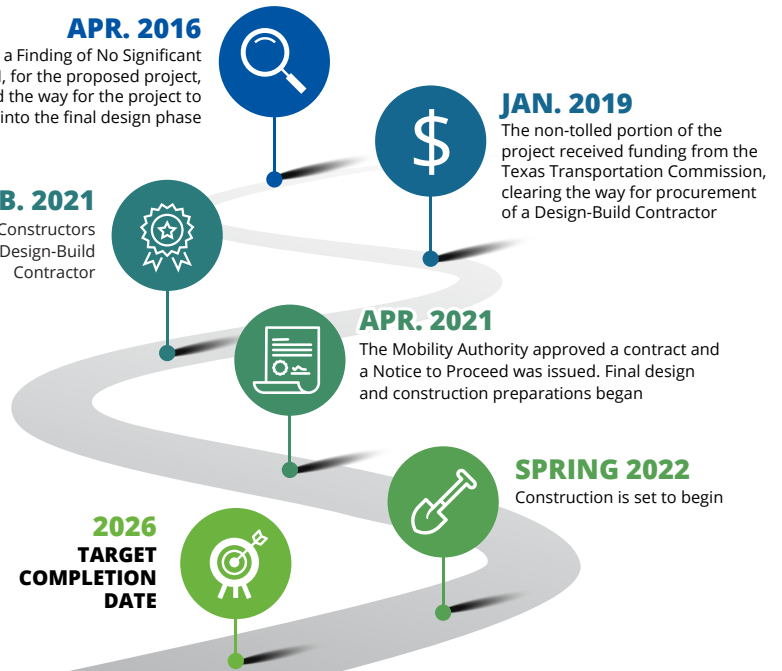 APR. 2016
a Finding of No Significant
, for the proposed project,
the way for the project to
into the final design phase
$
JAN. 2019
The non-tolled portion of the
project received funding from the
Texas Transportation Commission,
clearing the way for procurement
of a Design-Build Contractor
B. 2021
Constructors
Design-Build
Contractor
APR. 2021
The Mobility Authority approved a contract and
a Notice to Proceed was issued. Final design
and construction preparations began
SPRING 2022
Construction is set to begin
2026
TARGET
COMPLETION
DATE